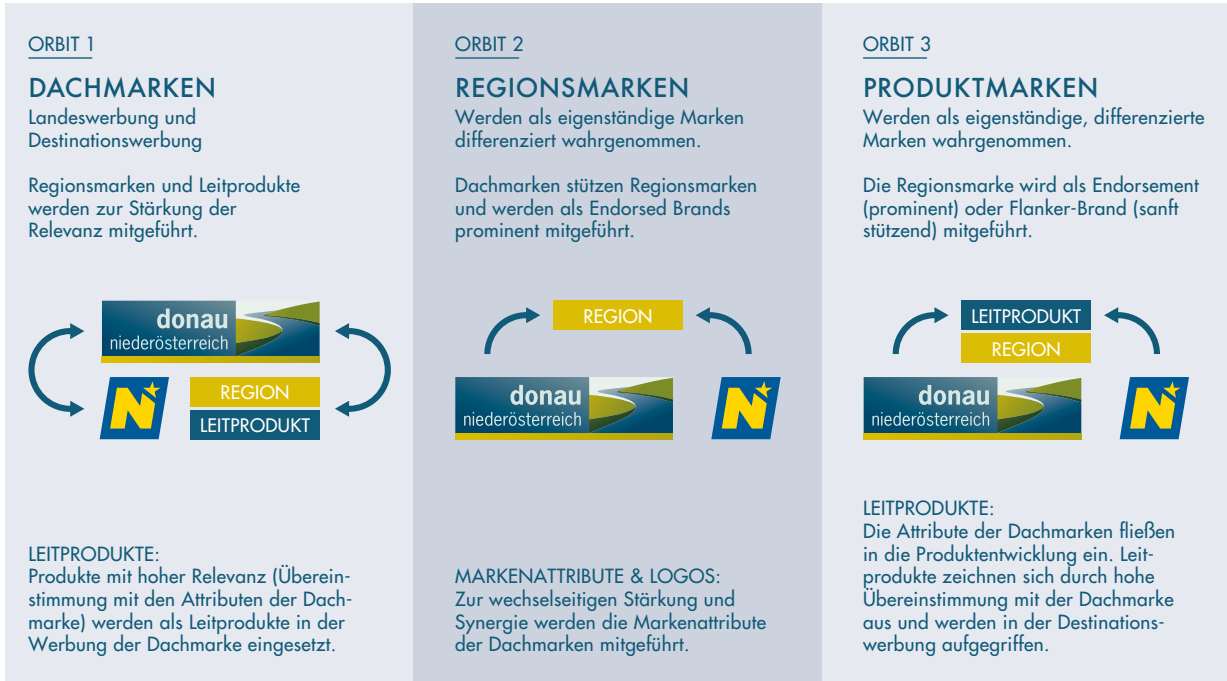 ORBIT 1
DACHMARKEN
Landeswerbung und
Destinationswerbung
Regionsmarken und Leitprodukte
werden zur Stärkung der
Relevanz mitgeführt.
donau
niederösterreich
N
REGION
LEITPRODUKT
LEITPRODUKTE:
Produkte mit hoher Relevanz (Überein-
stimmung mit den Attributen der Dach-
marke) werden als Leitprodukte in der
Werbung der Dachmarke eingesetzt.
ORBIT 2
REGIONSMARKEN
Werden als eigenständige Marken
differenziert wahrgenommen.
Dachmarken stützen Regionsmarken
und werden als Endorsed Brands
prominent mitgeführt.
REGION
donau
niederösterreich
N
MARKENATTRIBUTE & LOGOS:
Zur wechselseitigen Stärkung und
Synergie werden die Markenattribute
der Dachmarken mitgeführt.
ORBIT 3
PRODUKTMARKEN
Werden als eigenständige, differenzierte
Marken wahrgenommen.
Die Regionsmarke wird als Endorsement
(prominent) oder Flanker-Brand (sanft
stützend) mitgeführt.
LEITPRODUKT
REGION
donau
niederösterreich
N
LEITPRODUKTE:
Die Attribute der Dachmarken fließen
in die Produktentwicklung ein. Leit-
produkte zeichnen sich durch hohe
Übereinstimmung mit der Dachmarke
aus und werden in der Destinations-
werbung aufgegriffen.